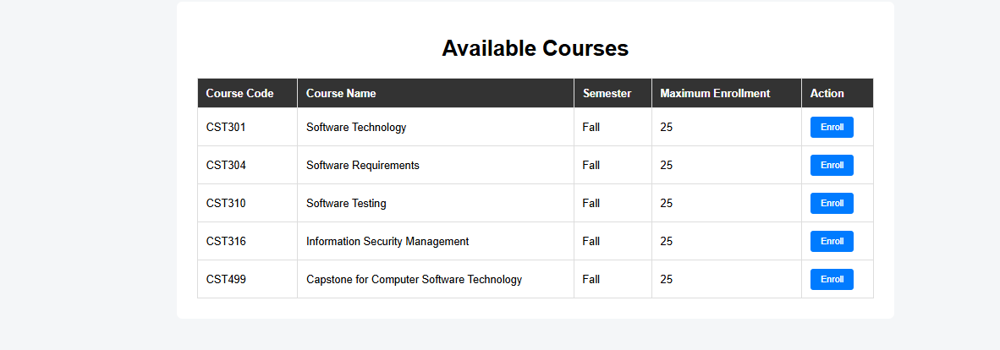 Available Courses
Course Code Course Name Semester Maximum Enrollment Action
CST301 Software Technology Fall 25 Enroll
CST304 Software Requirements Fall 25 Enroll
CST310 Software Testing Fall 25 Enroll
CST316 Information Security Management Fall 25 Enroll
CST499 Capstone for Computer Software Technology Fall 25 Enroll